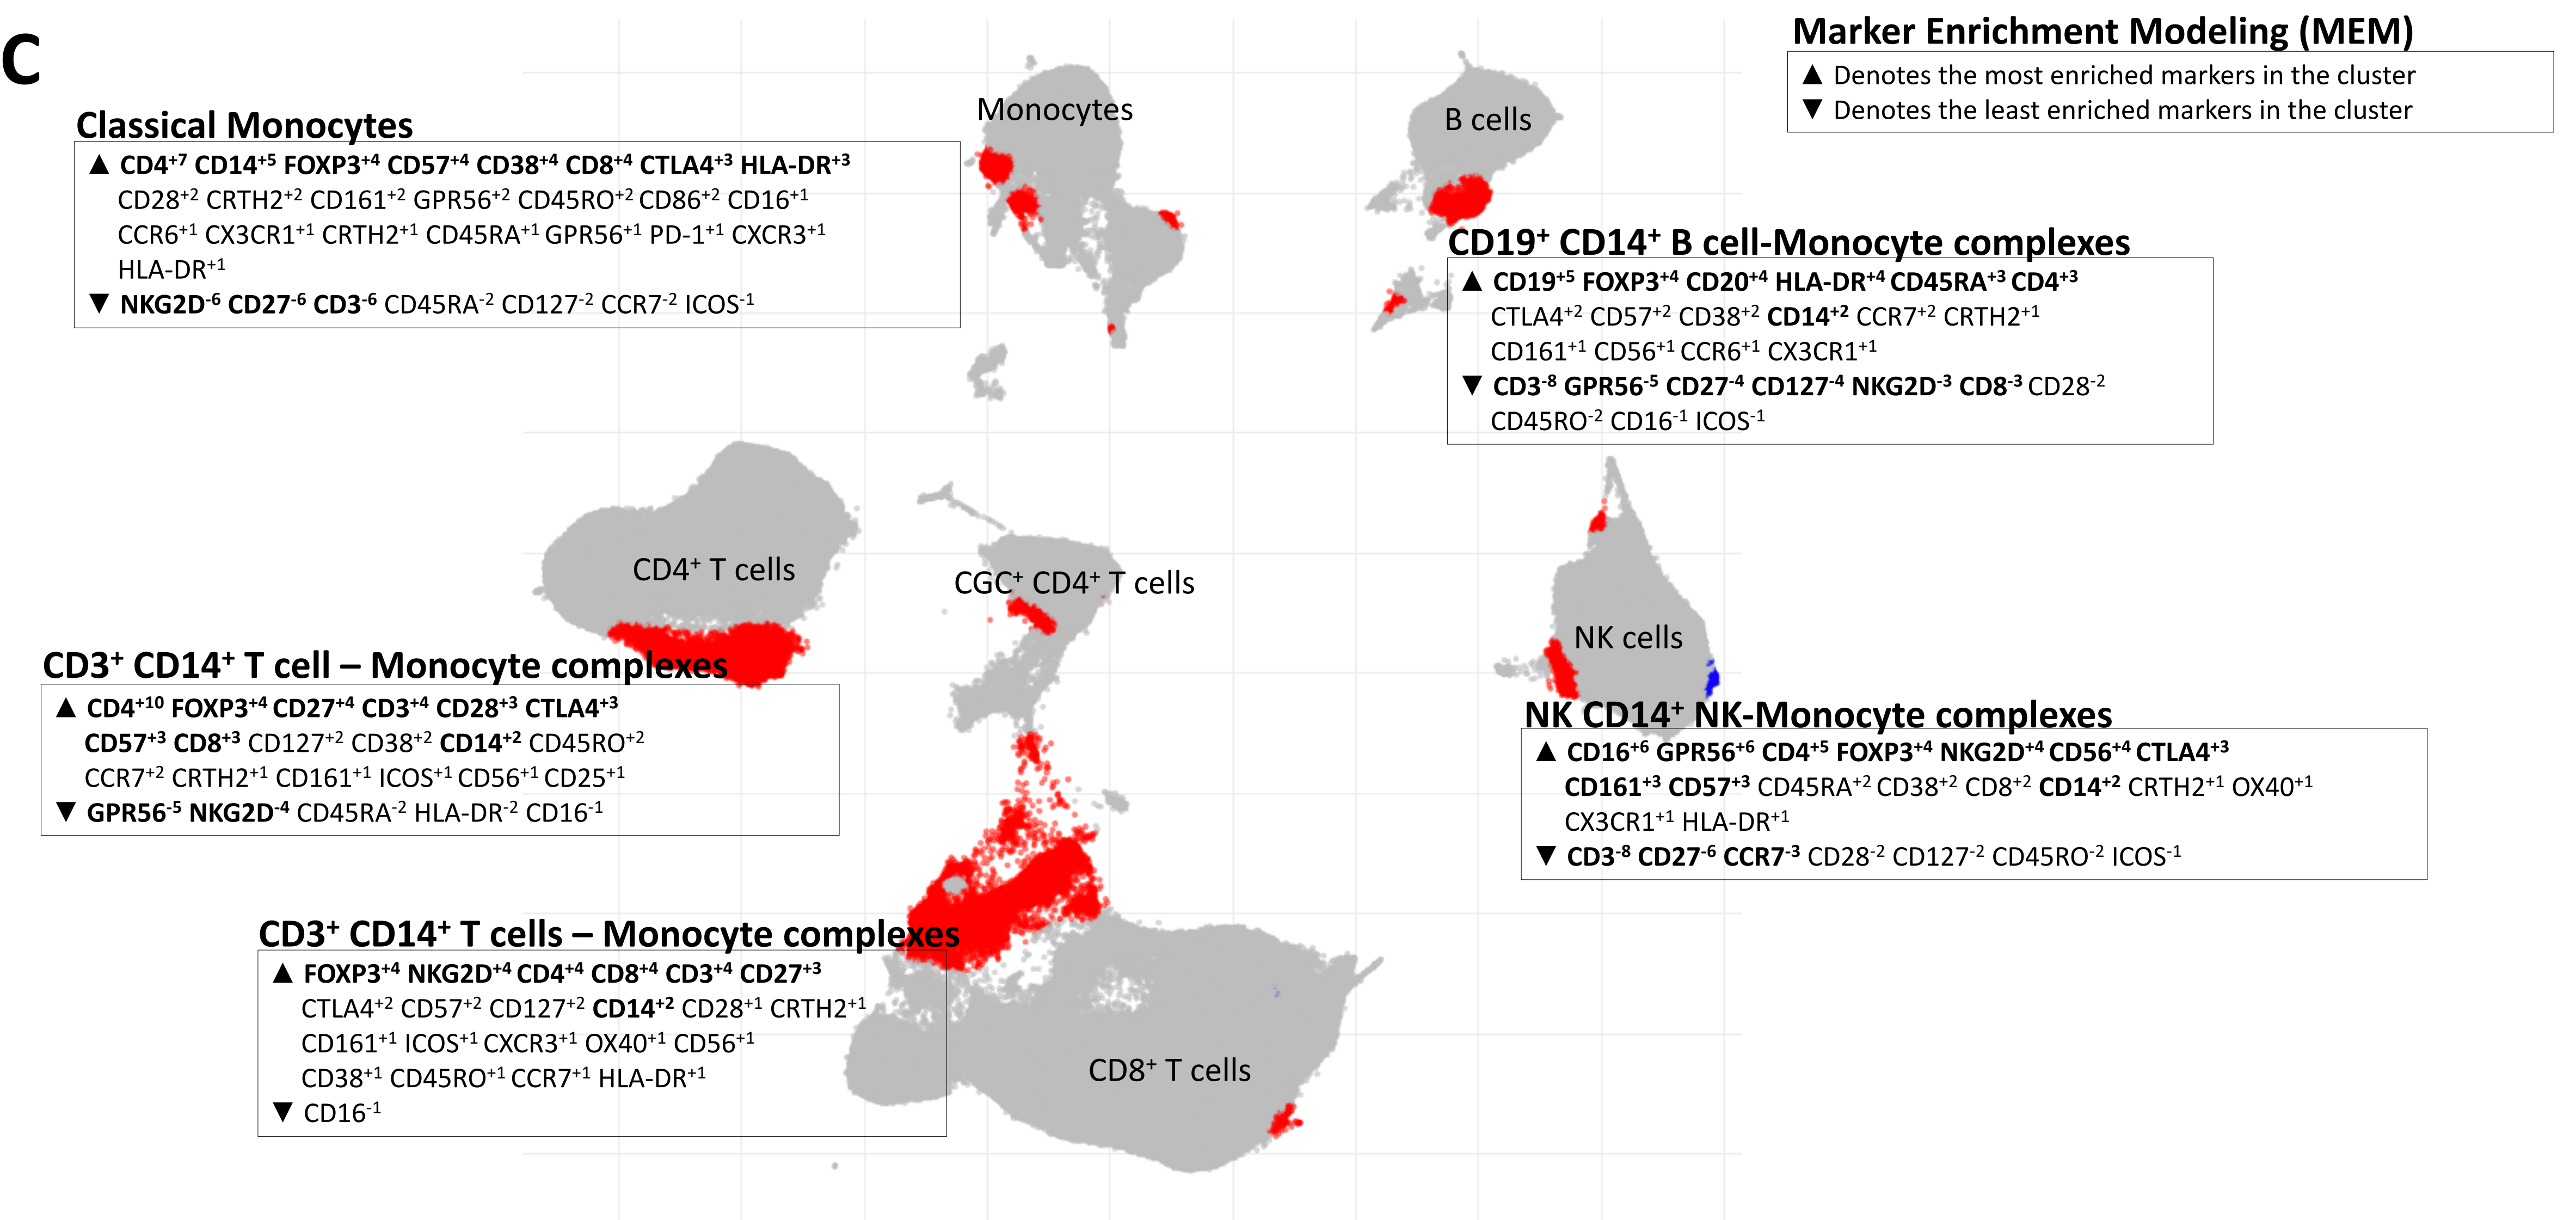 C
Marker Enrichment Modeling (MEM)
▲ Denotes the most enriched markers in the cluster
▼ Denotes the least enriched markers in the cluster
Classical Monocytes
▲ CD4+7 CD14+5 FOXP3+4 CD57+4 CD38+4 CD8+4 CTLA4+3 HLA-DR+3
CD28+2 CRTH2+2 CD161+2 GPR56+2 CD45RO+2 CD86+2 CD16+1
CCR6+1 CX3CR1+1 CRTH2+1 CD45RA+1 GPR56+1 PD-1+1 CXCR3+1
HLA-DR+1
▼ NKG2D-6 CD27-6 CD3-6 CD45RA-2 CD127-2 CCR7-2 ICOS-1
Monocytes
B cells
CD19+ CD14+ B cell-Monocyte complexes
▲ CD19+5 FOXP3+4 CD20+4 HLA-DR+4 CD45RA+3 CD4+3
CTLA4+2 CD57+2 CD38+2 CD14+2 CCR7+2 CRTH2+1
CD161+1 CD56+1 CCR6+1 CX3CR1+1
▼ CD3-8 GPR56-5 CD27-4 CD127-4 NKG2D-3 CD8-3 CD28-2
CD45RO-2 CD16-1 ICOS-1
CD4+ T cells
CGC+ CD4+ T cells
NK cells
CD3+ CD14+ T cell – Monocyte complexes
▲ CD4+10 FOXP3+4 CD27+4 CD3+4 CD28+3 CTLA4+3
CD57+3 CD8+3 CD127+2 CD38+2 CD14+2 CD45RO+2
CCR7+2 CRTH2+1 CD161+1 ICOS+1 CD56+1 CD25+1
▼ GPR56-5 NKG2D-4 CD45RA-2 HLA-DR-2 CD16-1
NK CD14+ NK-Monocyte complexes
▲ CD16+6 GPR56+6 CD4+5 FOXP3+4 NKG2D+4 CD56+4 CTLA4+3
CD161+3 CD57+3 CD45RA+2 CD38+2 CD8+2 CD14+2 CRTH2+1 OX40+1
CX3CR1+1 HLA-DR+1
▼ CD3-8 CD27-6 CCR7-3 CD28-2 CD127-2 CD45RO-2 ICOS-1
CD3+ CD14+ T cells – Monocyte complexes
▲ FOXP3+4 NKG2D+4 CD4+4 CD8+4 CD3+4 CD27+3
CTLA4+2 CD57+2 CD127+2 CD14+2 CD28+1 CRTH2+1
CD161+1 ICOS+1 CXCR3+1 OX40+1 CD56+1
CD38+1 CD45RO+1 CCR7+1 HLA-DR+1
▼ CD16-1
CD8+ T cells